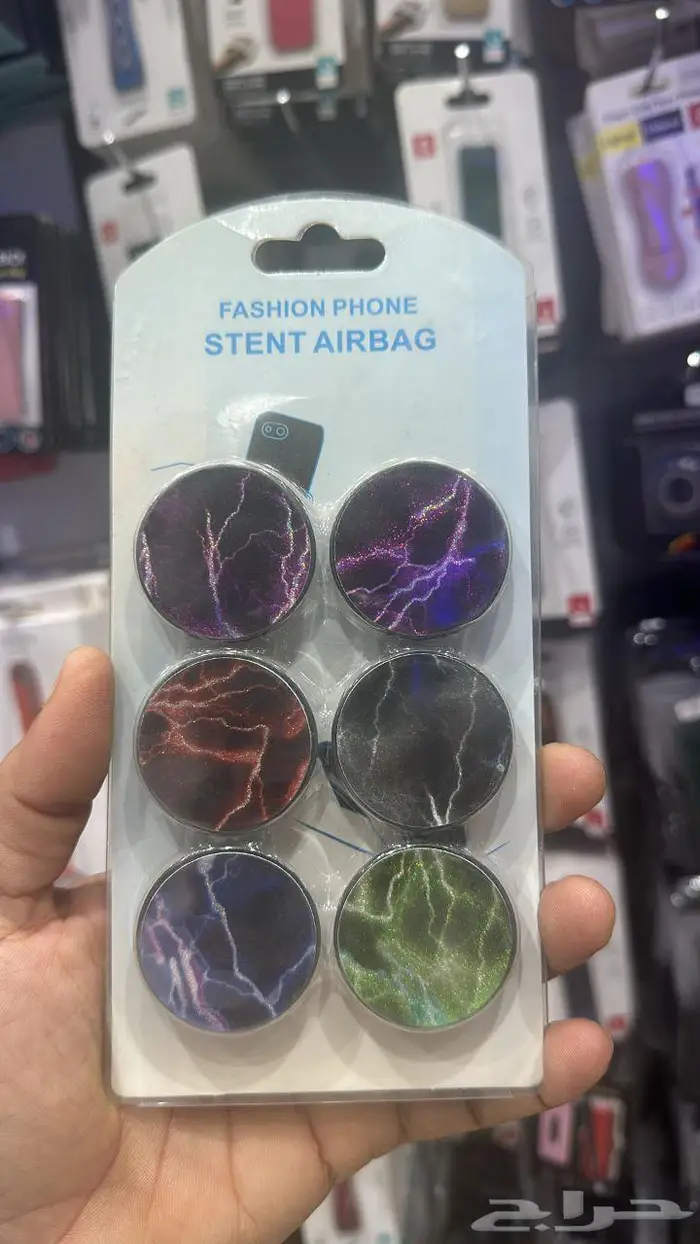 FASHION PHONE
STENT AIRBAG
حراج